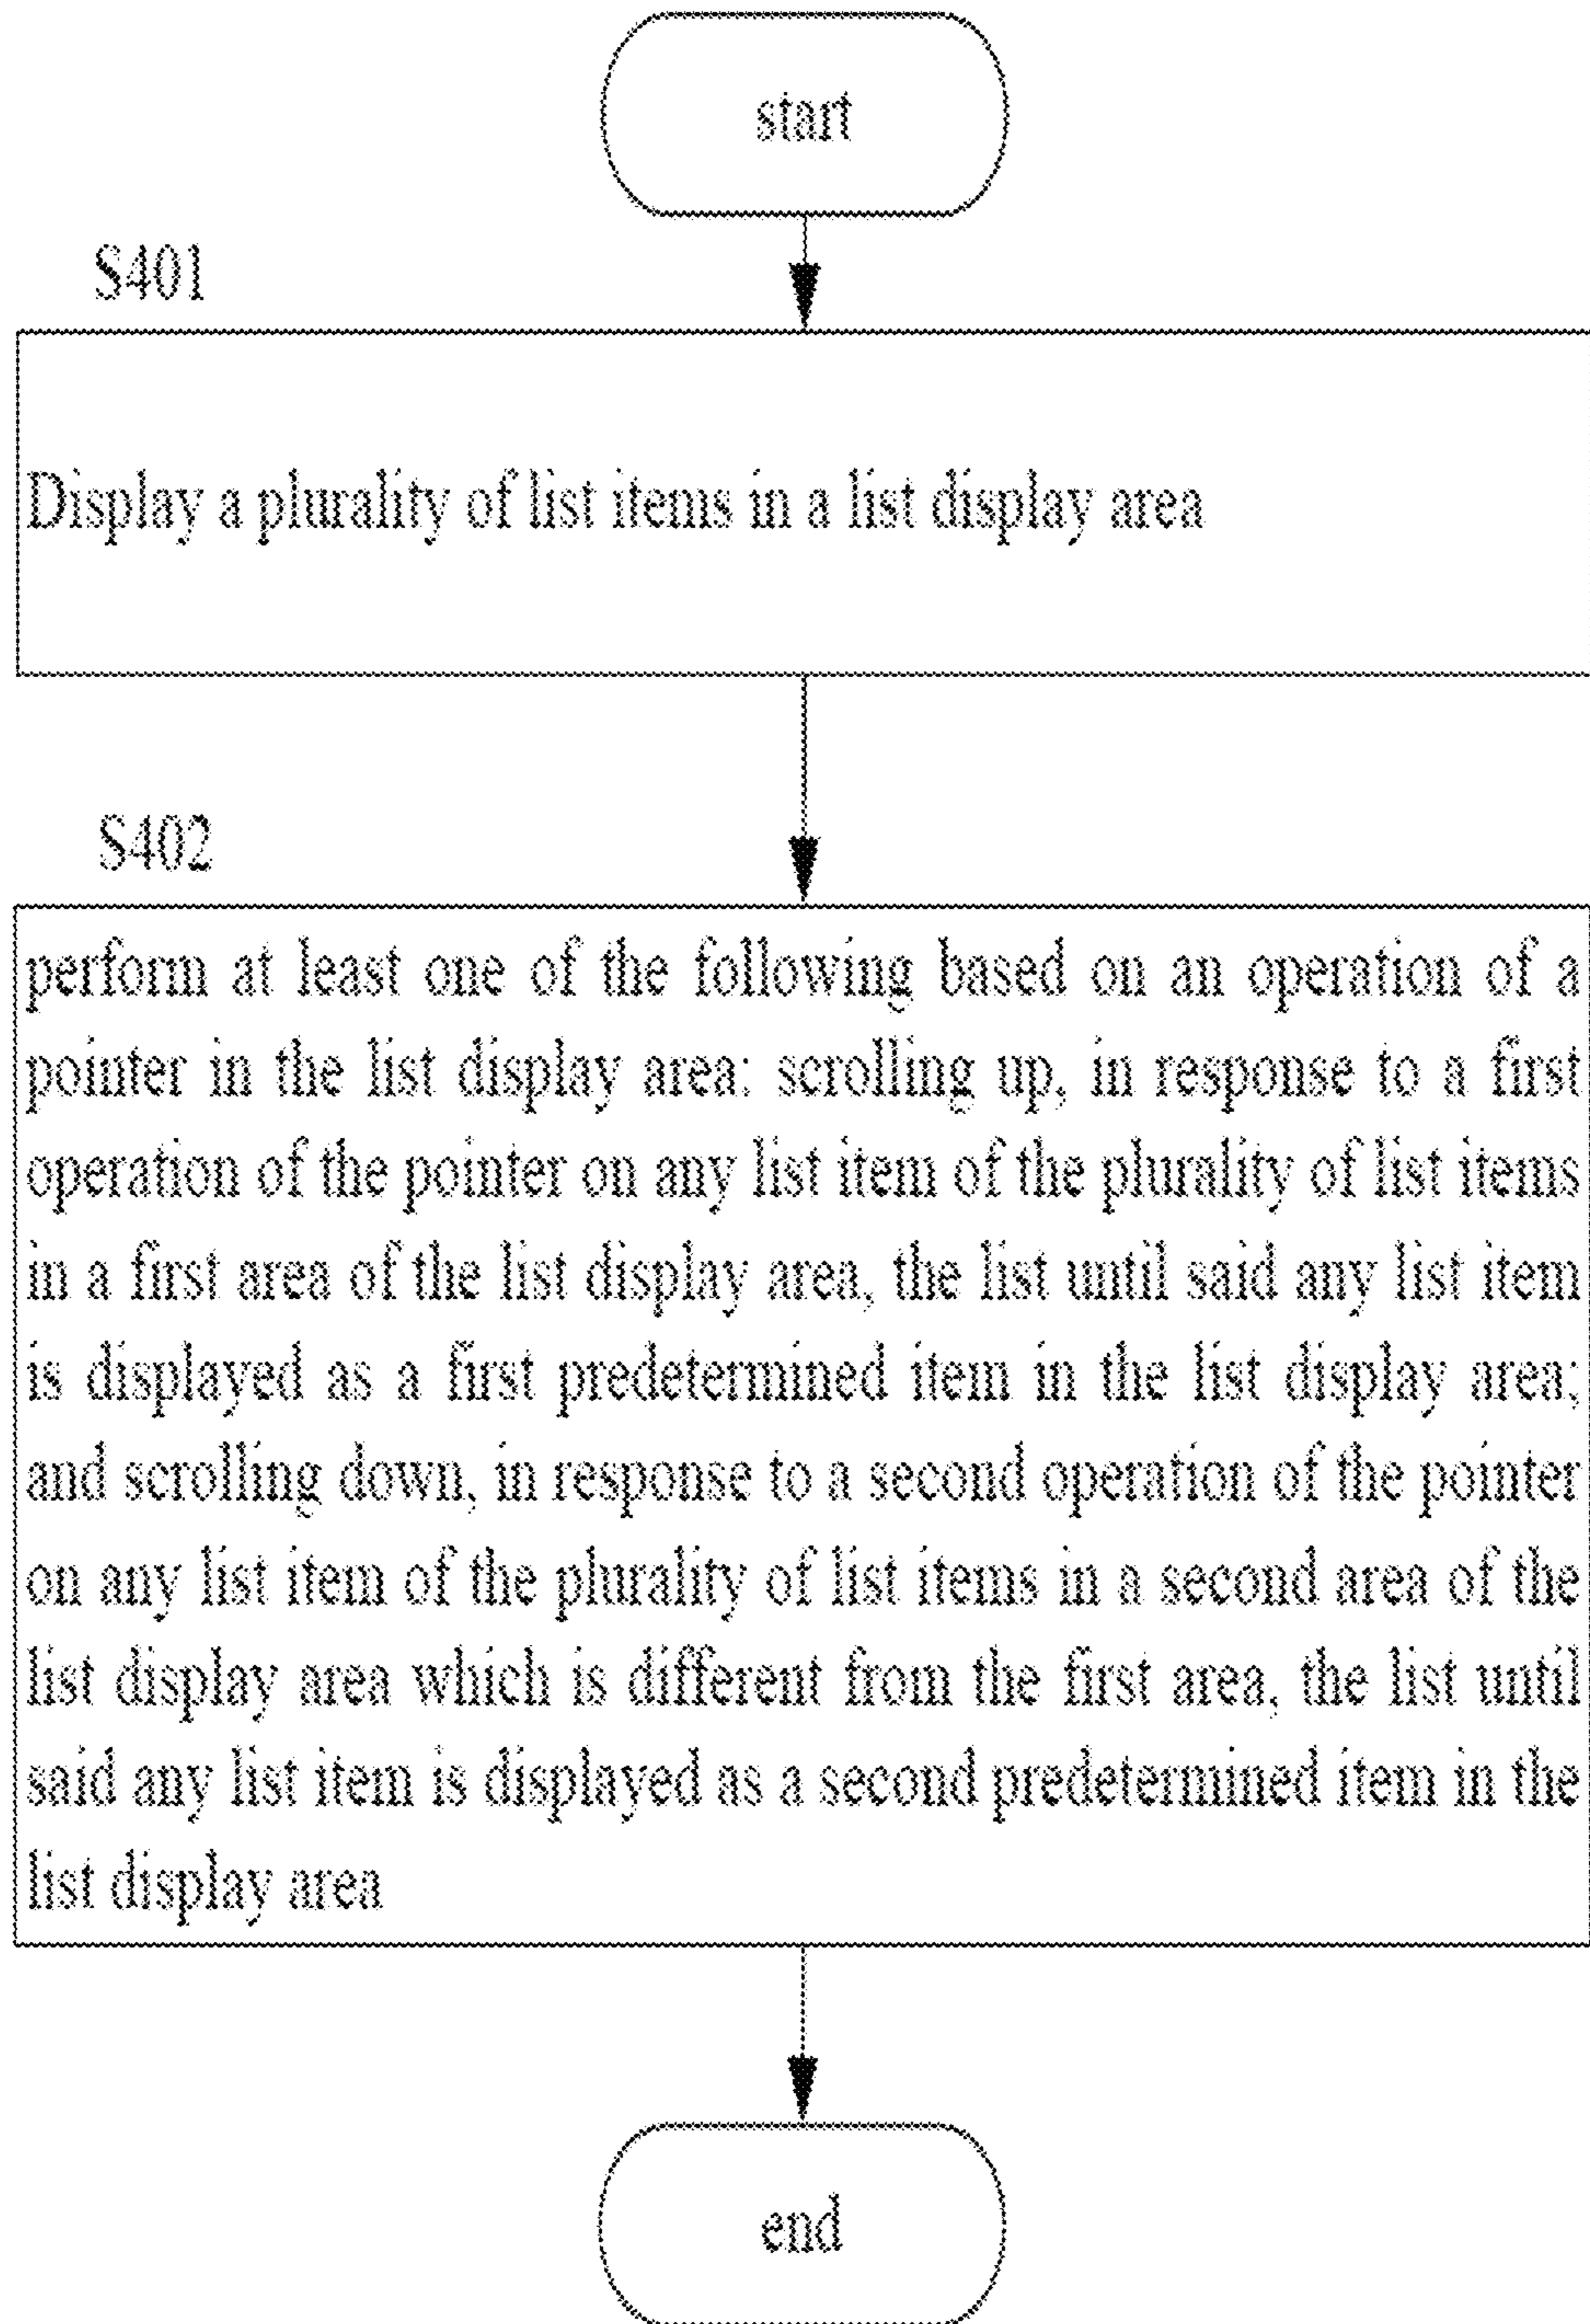 start
S401
Display a plurality of list items in a list display area
S402
perform at least one of the following based on an operation of a
pointer in the list display area: scrolling up, in response to a first
operation of the pointer on any list item of the plurality of list items
in a first area of the list display area, the list until said any list item
is displayed as a first predetermined item in the list display area;
and scrolling down, in response to a second operation of the pointer
on any list item of the plurality of list items in a second area of the
list display area which is different from the first area, the list until
said any list item is displayed as a second predetermined item in the
list display area
end